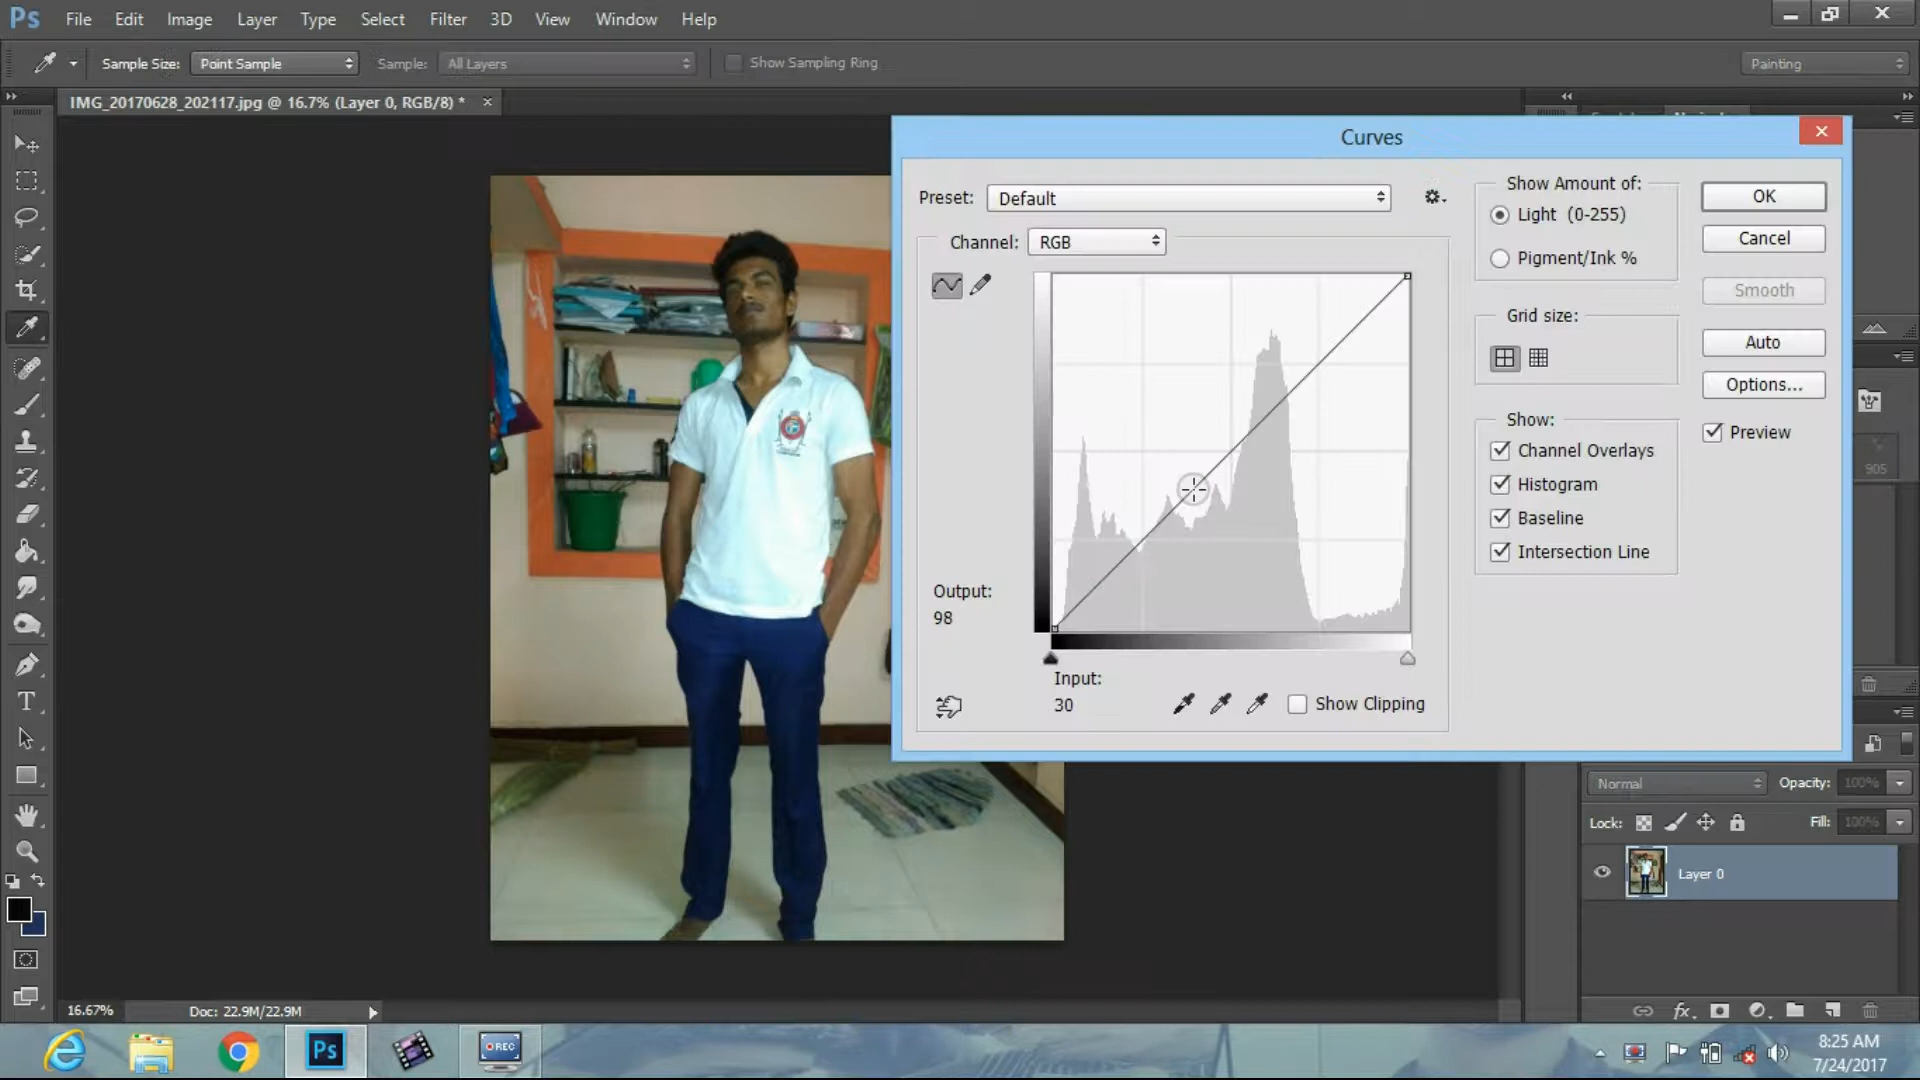 Ps File Edit Image Layer Type Select Filter 3D View Window Help
Sample Size: Point Sample Sample: All Layers Show Sampling Ring Painting
IMG_20170628_202117.jpg @ 16.7% (Layer 0, RGB/8) *
Curves
Preset: Default
Channel: RGB
Output:
98
Input:
30
Show Clipping
Show Amount of:
Light (0-255)
Pigment/Ink %
Grid size:
Show:
Channel Overlays
Histogram
Baseline
Intersection Line
OK
Cancel
Smooth
Auto
Options...
Preview
905
Normal Opacity: 100%
Lock: Fill: 100%
Layer 0
fx
16.67% Doc: 22.9M/22.9M
Ps
REC
8:25 AM
7/24/2017